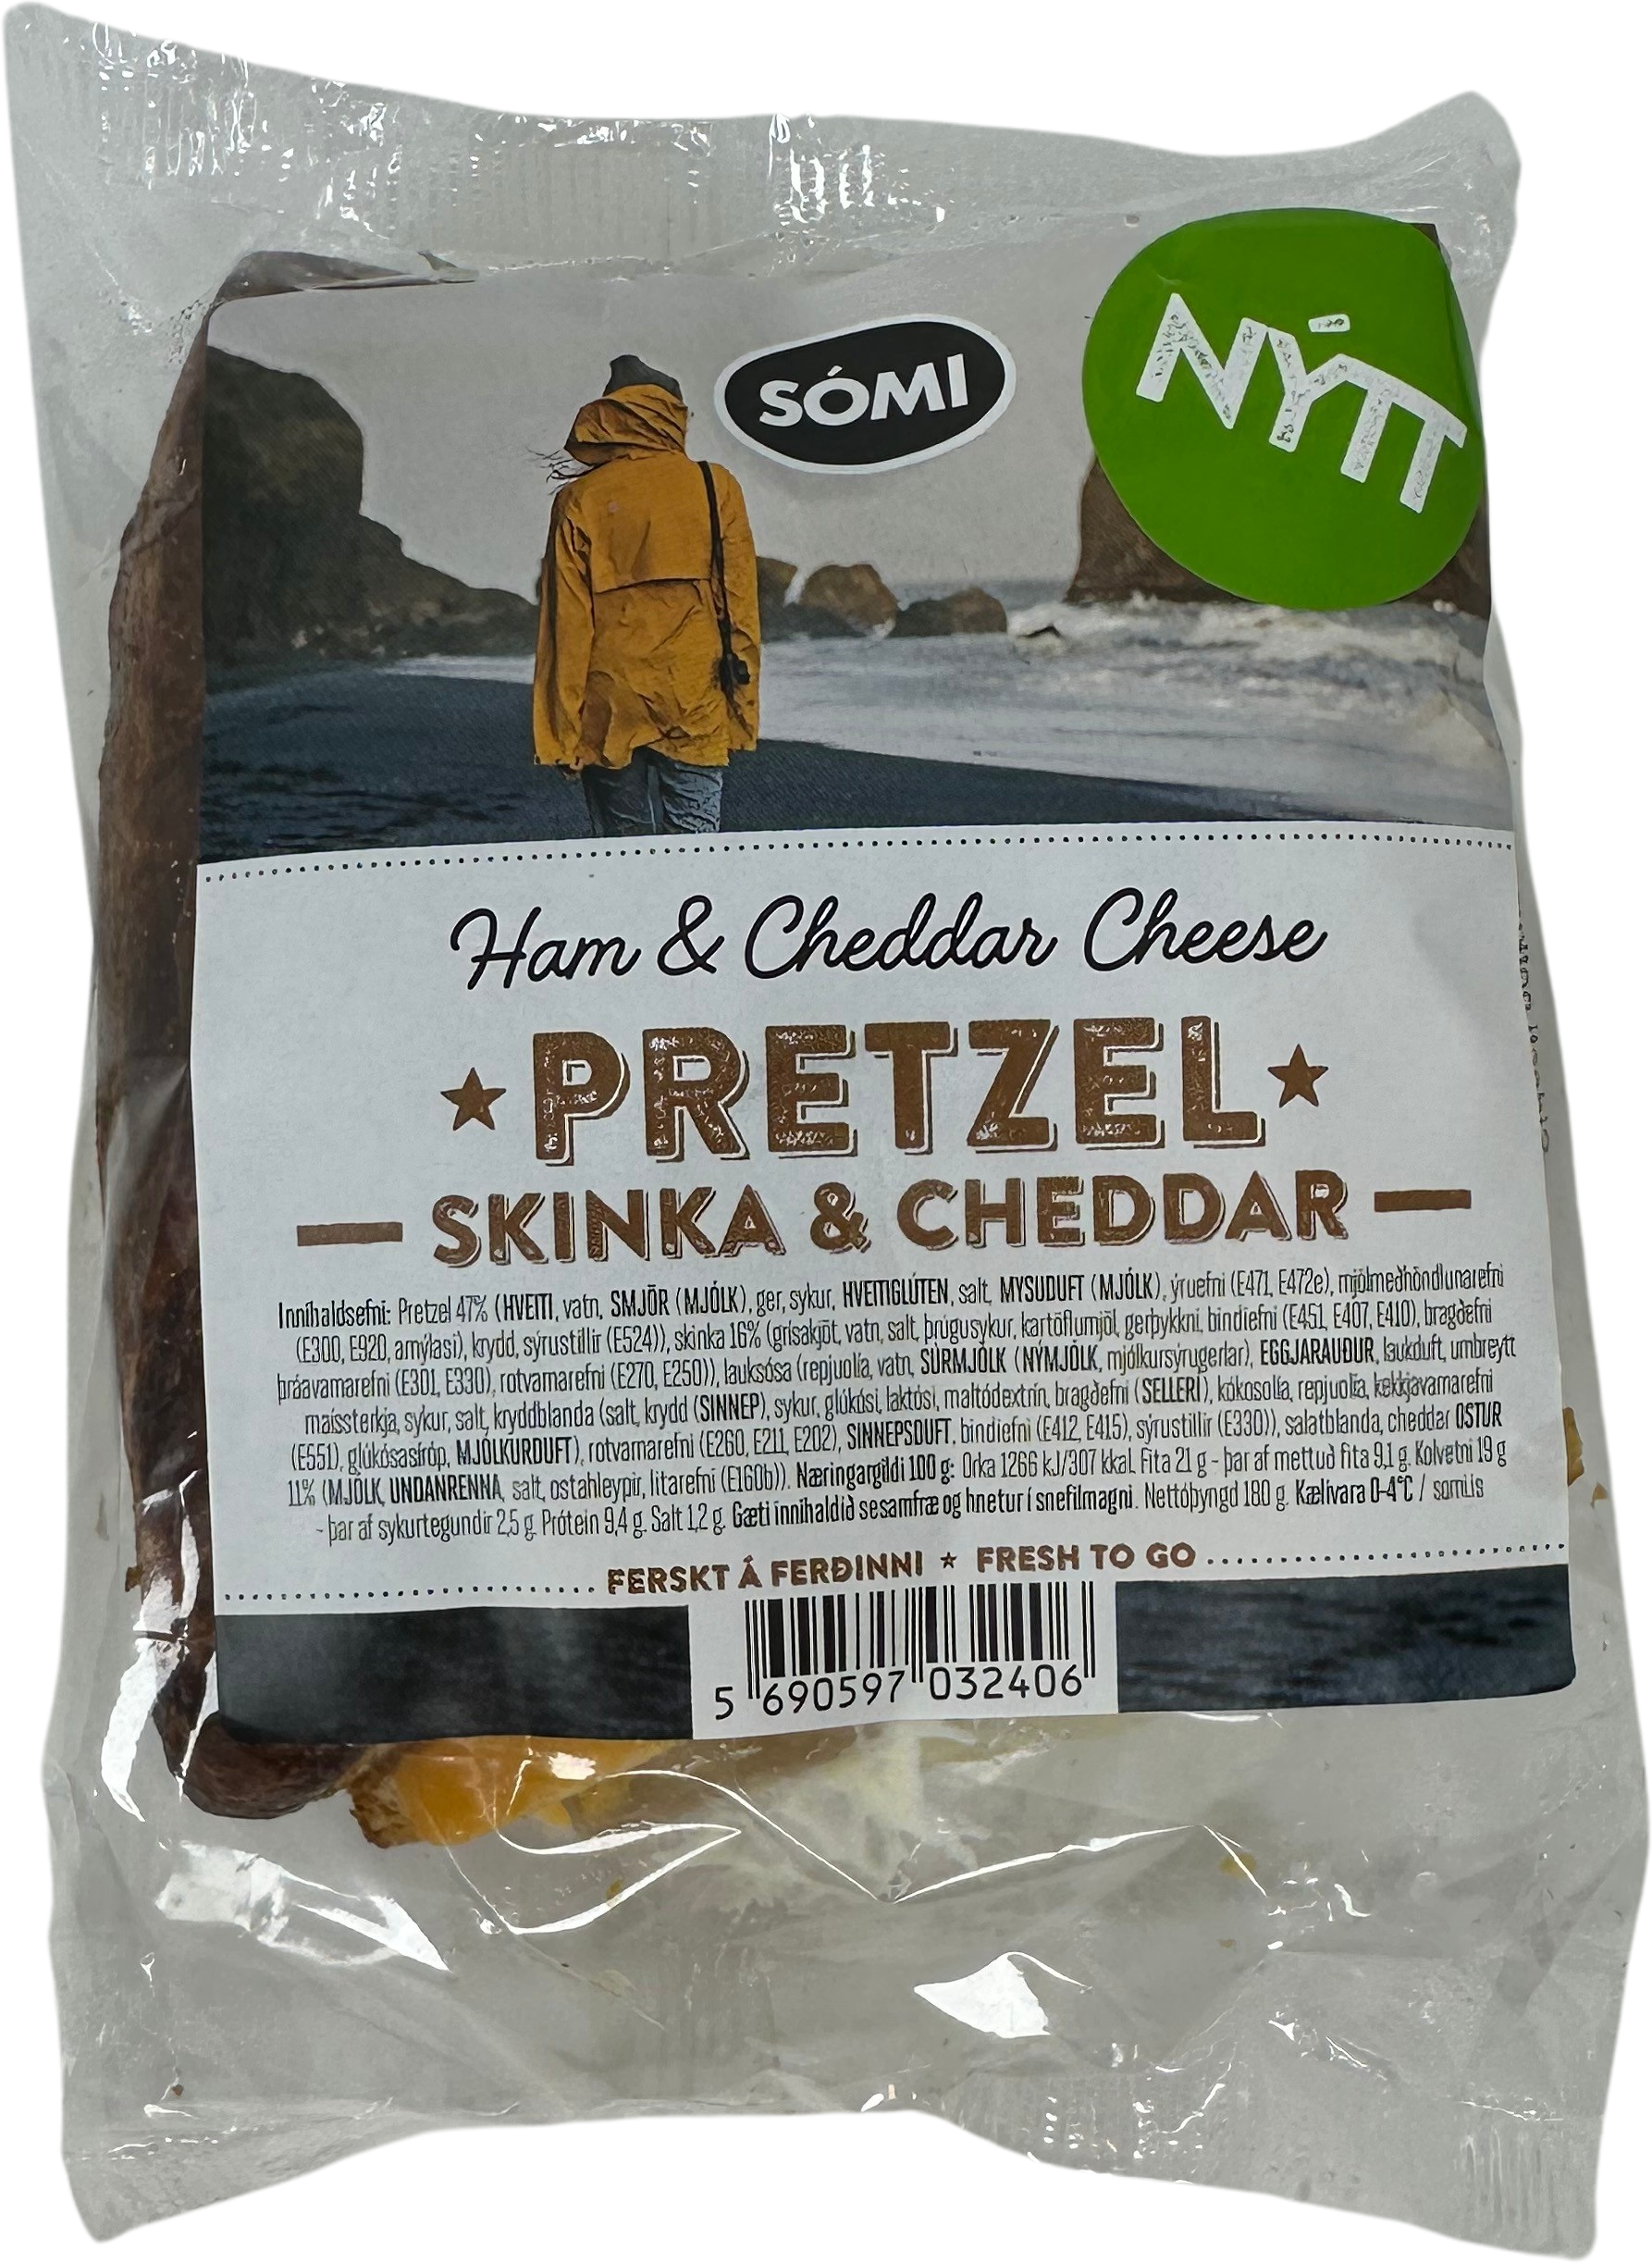 SÓMI
NÝTT
Ham & Cheddar Cheese
PRETZEL
SKINKA & CHEDDAR
Innihaldsefni: Pretzel 47% (HVEITI, vatn, SMJÖR (MJÓLK), ger, sykur, HVEITIGLÚTEN, salt, MYSUDUFT (MJÓLK), ýruefni (E471, E472e), mjölmeðhöndlunarefni
(E300, E920, amýlasi), krydd, sýrustillir (E524)), skinka 16% (grísakjöt, vatn, salt, þrúgusykur, kartöflumjöl, gerþykkni, bindiefni (E451, E407, E410), bragðefni
þráavarnarefni (E301, E330), rotvarnarefni (E270, E250)), lauksósa (repjuolía, vatn, SÚRMJÓLK (NÝMJÓLK, mjólkursýrugerlar), EGGJARAUÐUR, laukduft, umbreytt
maíssterkja, sykur, salt, kryddblanda (salt, krydd (SINNEP), sykur, glúkósi, laktósi, maltódextrín, bragðefni (SELLERI), kókosolía, repjuolía, kekkjavarnarefni
(E551), glúkósasíróp, MJÓLKURDUFT), rotvarnarefni (E260, E211, E202), SINNEPSDUFT, bindiefni (E412, E415), sýrustillir (E330)), salatblanda, cheddar OSTUR
11% (MJÓLK, UNDANRENNA, salt, ostahleypir, litarefni (E160b)). Næringargildi 100 g: Orka 1266 kJ/307 kkal. Fita 21 g - þar af mettuð fita 9,1 g. Kolvetni 19 g
- þar af sykurtegundir 2,5 g. Prótein 9,4 g. Salt 1,2 g. Gæti innihaldið sesamfræ og hnetur í snefilmagni. Nettóþyngd 180 g. Kælivara 0-4°C / somi.is
FERSKT Á FERÐINNI ★ FRESH TO GO
5 690597 032406